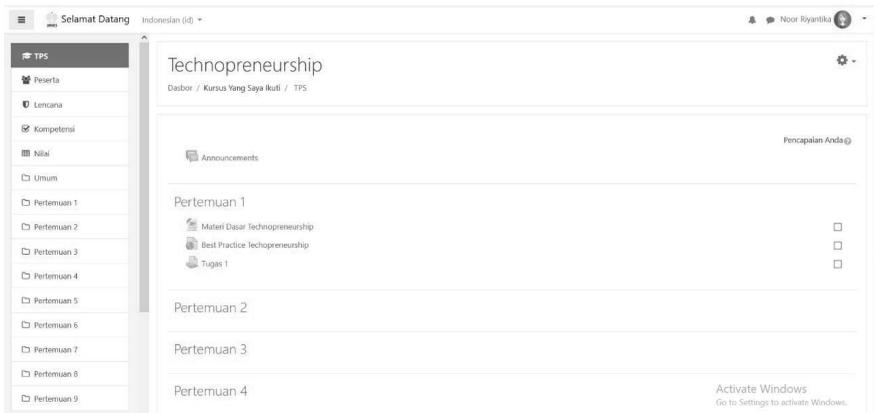 Selamat Datang Indonesian (id) Noor Riyantika
TPS
Peserta
Lencana
Kompetensi
Nilai
Umum
Pertemuan 1
Pertemuan 2
Pertemuan 3
Pertemuan 4
Pertemuan 5
Pertemuan 6
Pertemuan 7
Pertemuan 8
Pertemuan 9
Technopreneurship
Dasbor / Kursus Yang Saya Ikuti / TPS
Pencapaian Anda
Announcements
Pertemuan 1
Materi Dasar Technopreneurship
Best Practice Techopreneurship
Tugas 1
Pertemuan 2
Pertemuan 3
Pertemuan 4
Activate Windows
Go to Settings to activate Windows.